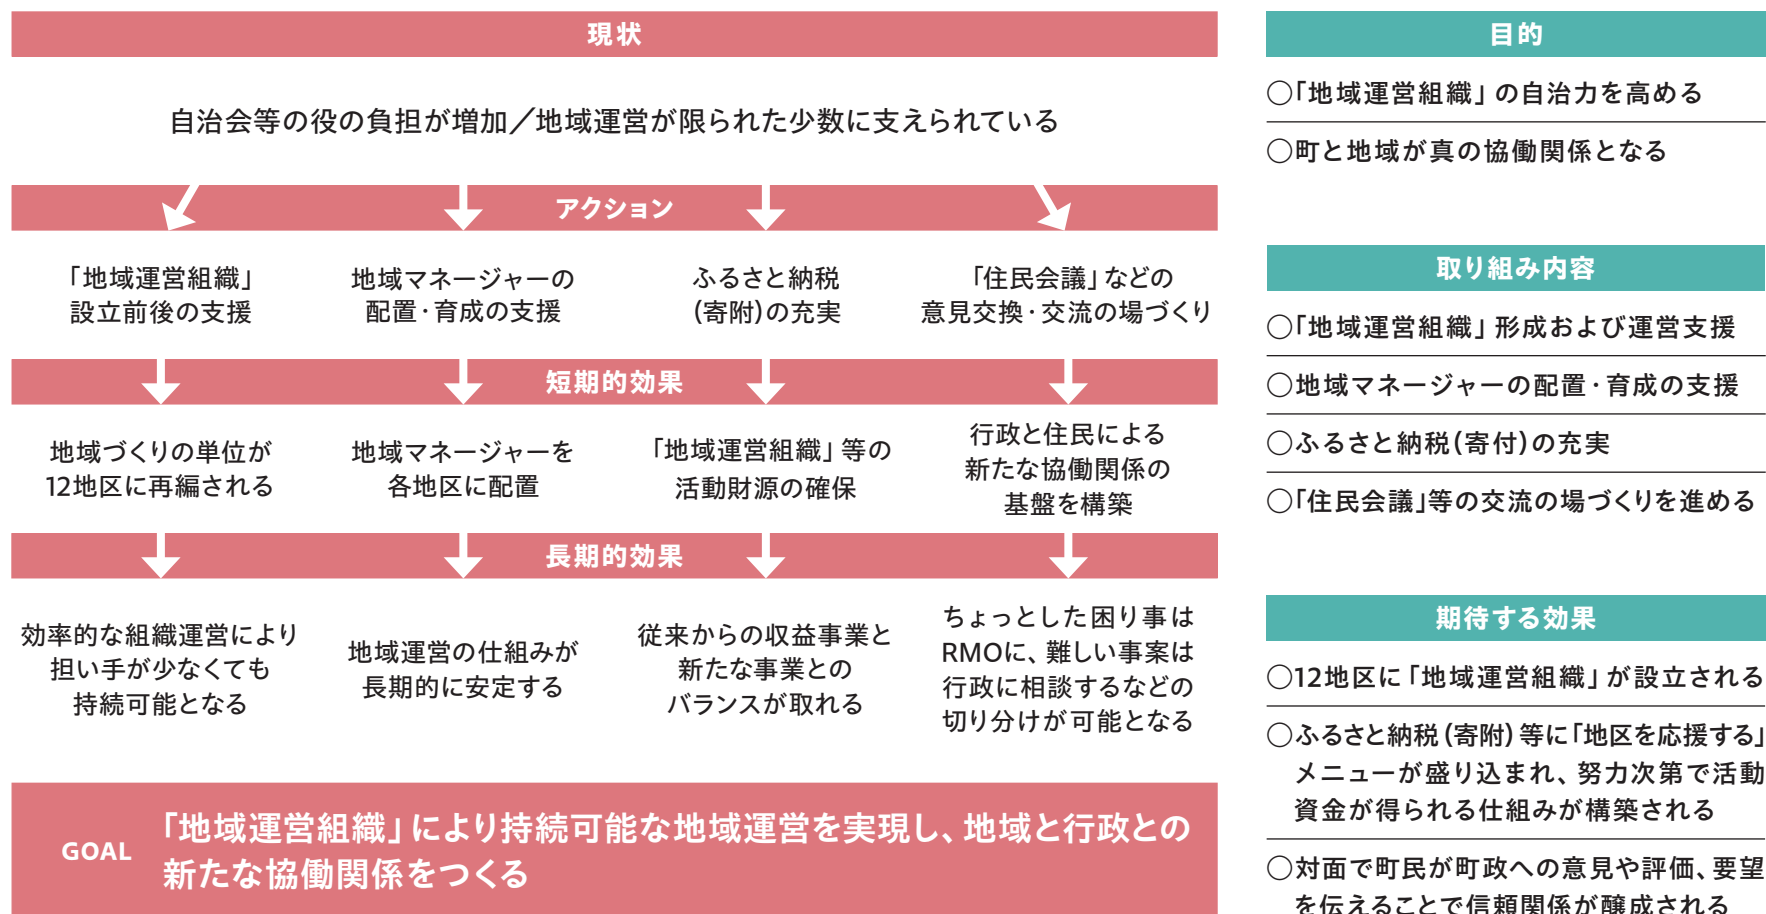 現状
自治会等の役の負担が増加／地域運営が限られた少数に支えられている
アクション
「地域運営組織」
設立前後の支援
地域マネージャーの
配置・育成の支援
ふるさと納税
(寄附)の充実
「住民会議」などの
意見交換・交流の場づくり
短期的効果
地域づくりの単位が
12地区に再編される
地域マネージャーを
各地区に配置
「地域運営組織」等の
活動財源の確保
行政と住民による
新たな協働関係の
基盤を構築
長期的効果
効率的な組織運営により
担い手が少なくても
持続可能となる
地域運営の仕組みが
長期的に安定する
従来からの収益事業と
新たな事業との
バランスが取れる
ちょっとした困り事は
RMOに、難しい事案は
行政に相談するなどの
切り分けが可能となる
GOAL
「地域運営組織」により持続可能な地域運営を実現し、地域と行政との
新たな協働関係をつくる
目的
○「地域運営組織」の自治力を高める
○町と地域が真の協働関係となる
取り組み内容
○「地域運営組織」形成および運営支援
○地域マネージャーの配置・育成の支援
○ふるさと納税(寄付)の充実
○「住民会議」等の交流の場づくりを進める
期待する効果
○12地区に「地域運営組織」が設立される
○ふるさと納税(寄附)等に「地区を応援する」
メニューが盛り込まれ、努力次第で活動
資金が得られる仕組みが構築される
○対面で町民が町政への意見や評価、要望
を伝えることで信頼関係が醸成される